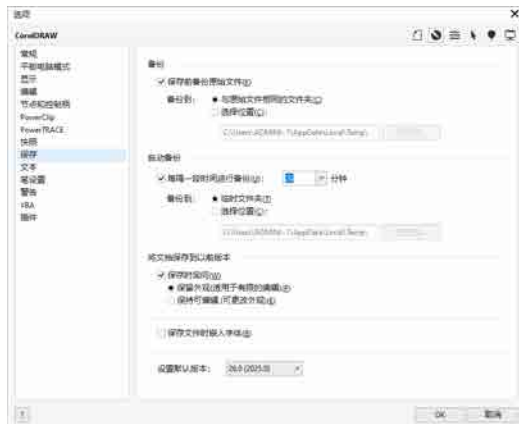 选项
CorelDRAW
常规
平板电脑模式
显示
编辑
节点和控制柄
PowerClip
PowerTRACE
快照
保存
文本
笔设置
警告
VBA
插件
备份
保存前备份原始文件(O)
备份到: 与原始文件相同的文件夹(C)
选择位置(C):
自动备份
每隔一段时间进行备份(U): 分钟
备份到: 临时文件夹(T)
选择位置(C):
将文档保存到以前版本
保存时询问(W)
保留外观(适用于有限的编辑)(P)
保持可编辑(可更改外观)(E)
保存文件时嵌入字体(B)
设置默认版本: 26.0 (2025.0)
OK 取消